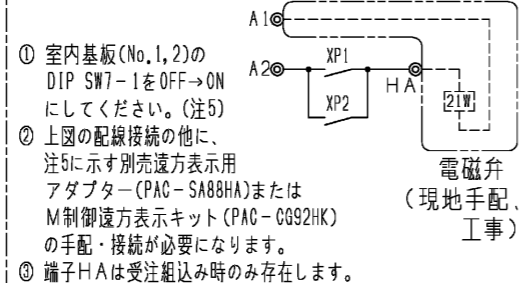 A1
A2
XP1
XP2
HA
21W
電磁弁
(現地手配、
工事)
① 室内基板(No.1,2)の
DIP SW7-1をOFF→ON
にしてください。(注5)
② 上図の配線接続の他に、
注5に示す別売遠方表示用
アダプター(PAC-SA88HA)または
M制御遠方表示キット(PAC-CG92HK)
の手配・接続が必要になります。
③ 端子HAは受注組込み時のみ存在します。